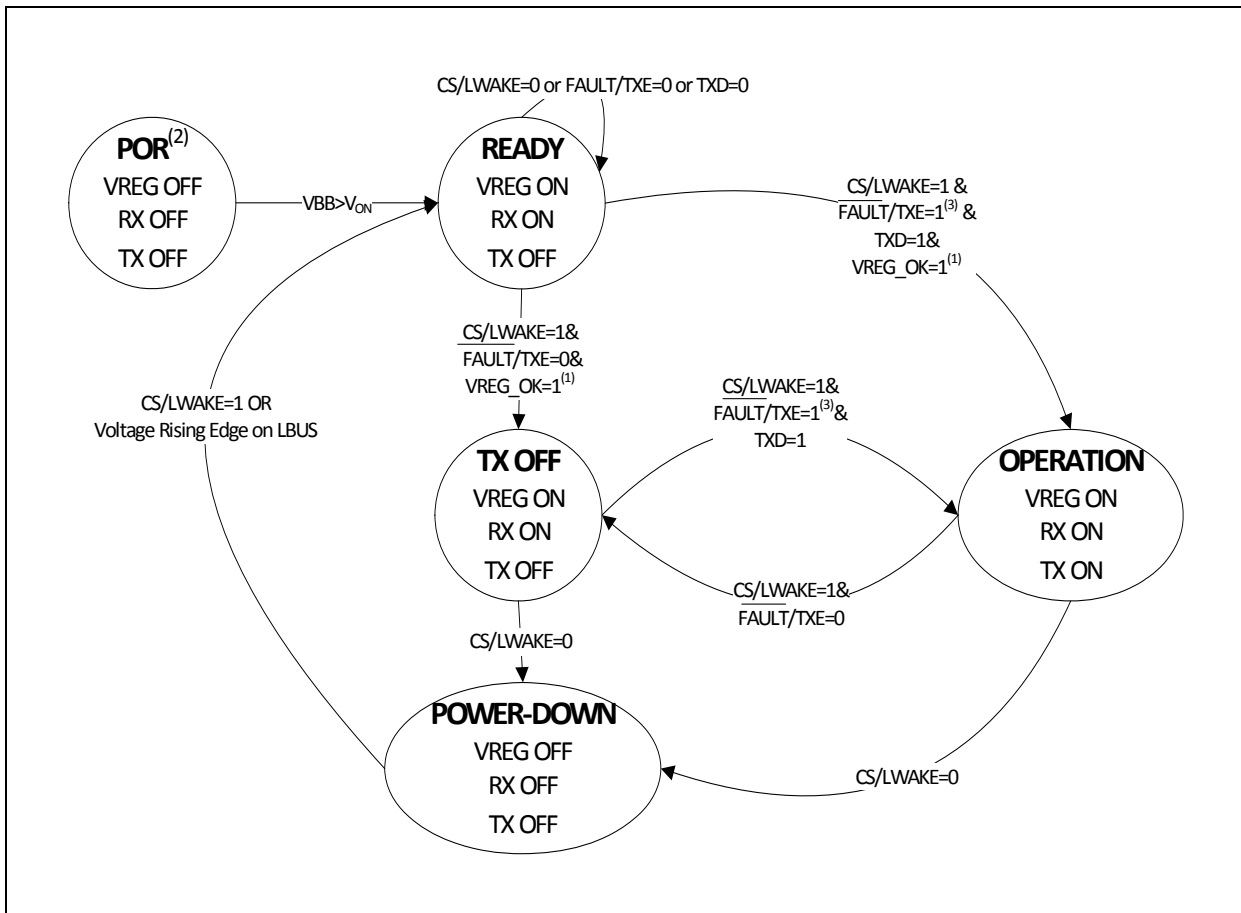 CS/LWAKE=0 or FAULT/TXE=0 or TXD=0
POR(2)
VREG OFF
RX OFF
TX OFF
VBB>VON
READY
VREG ON
RX ON
TX OFF
CS/LWAKE=1 &
FAULT/TXE=1(3) &
TXD=1&
VREG_OK=1(1)
CS/LWAKE=1&
FAULT/TXE=0&
VREG_OK=1(1)
CS/LWAKE=1 OR
Voltage Rising Edge on LBUS
CS/LWAKE=1&
FAULT/TXE=1(3)&
TXD=1
TX OFF
VREG ON
RX ON
TX OFF
OPERATION
VREG ON
RX ON
TX ON
CS/LWAKE=1&
FAULT/TXE=0
CS/LWAKE=0
POWER-DOWN
VREG OFF
RX OFF
TX OFF
CS/LWAKE=0